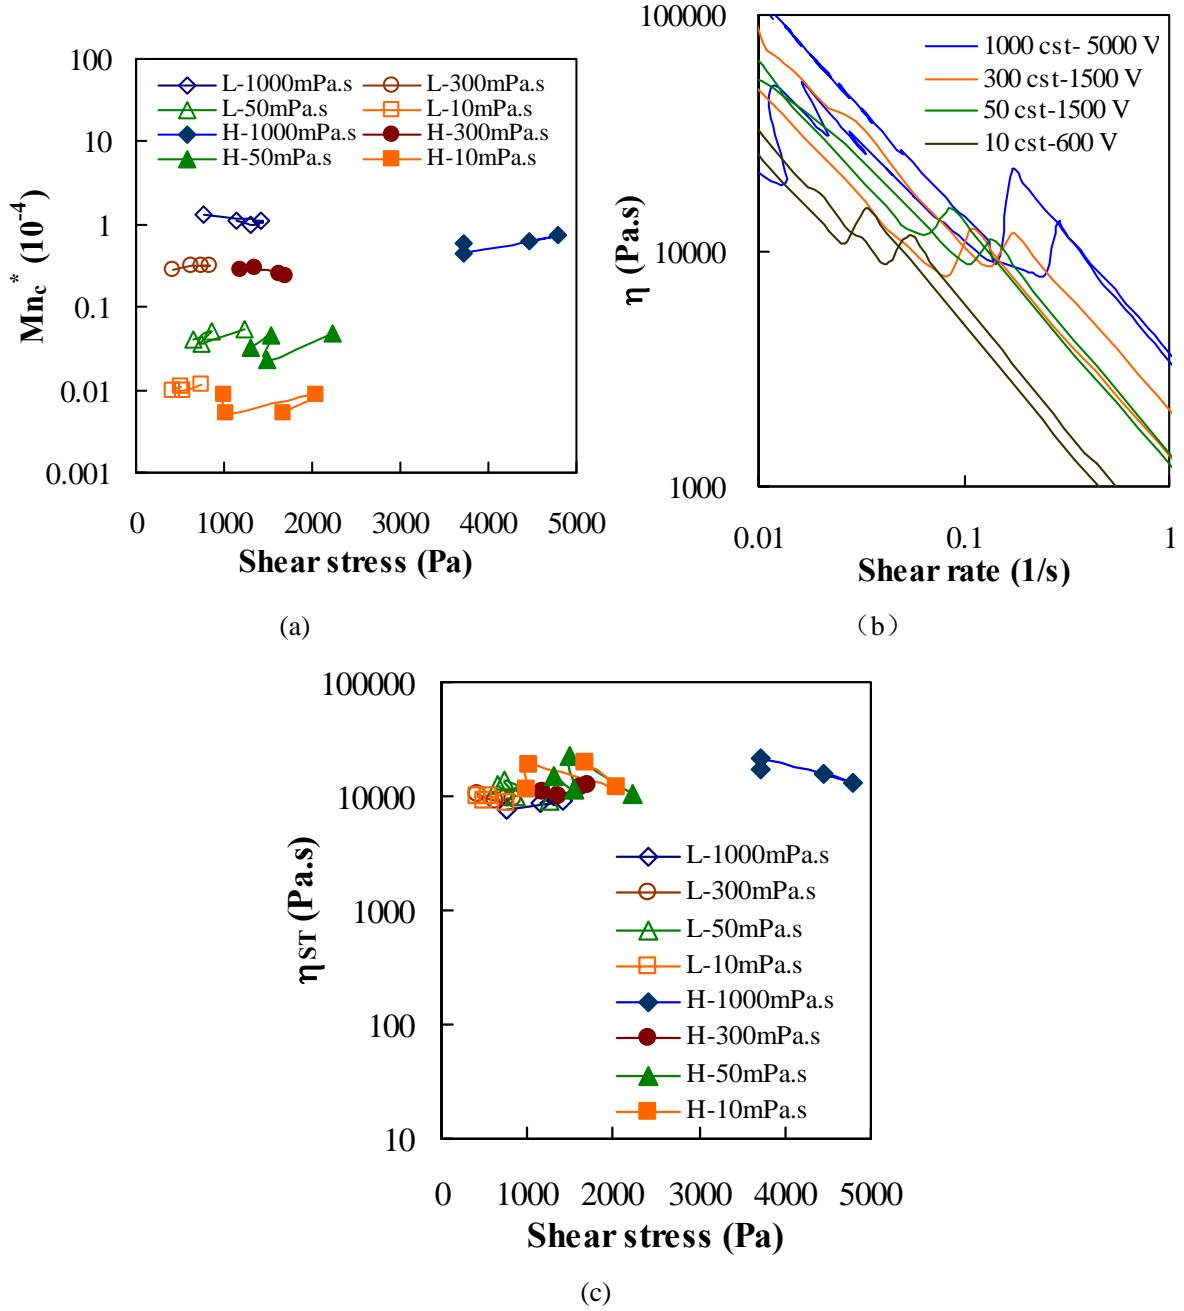 100
10
1
0.1
0.01
0.001
Mn_c^* (10^-4)
L-1000mPa.s L-300mPa.s
L-50mPa.s L-10mPa.s
H-1000mPa.s H-300mPa.s
H-50mPa.s H-10mPa.s
0 1000 2000 3000 4000 5000
Shear stress (Pa)
(a)
100000
10000
1000
η (Pa.s)
1000 cst- 5000 V
300 cst-1500 V
50 cst-1500 V
10 cst-600 V
0.01 0.1 1
Shear rate (1/s)
（b）
100000
10000
1000
100
10
ηST (Pa.s)
L-1000mPa.s
L-300mPa.s
L-50mPa.s
L-10mPa.s
H-1000mPa.s
H-300mPa.s
H-50mPa.s
H-10mPa.s
0 1000 2000 3000 4000 5000
Shear stress (Pa)
(c)